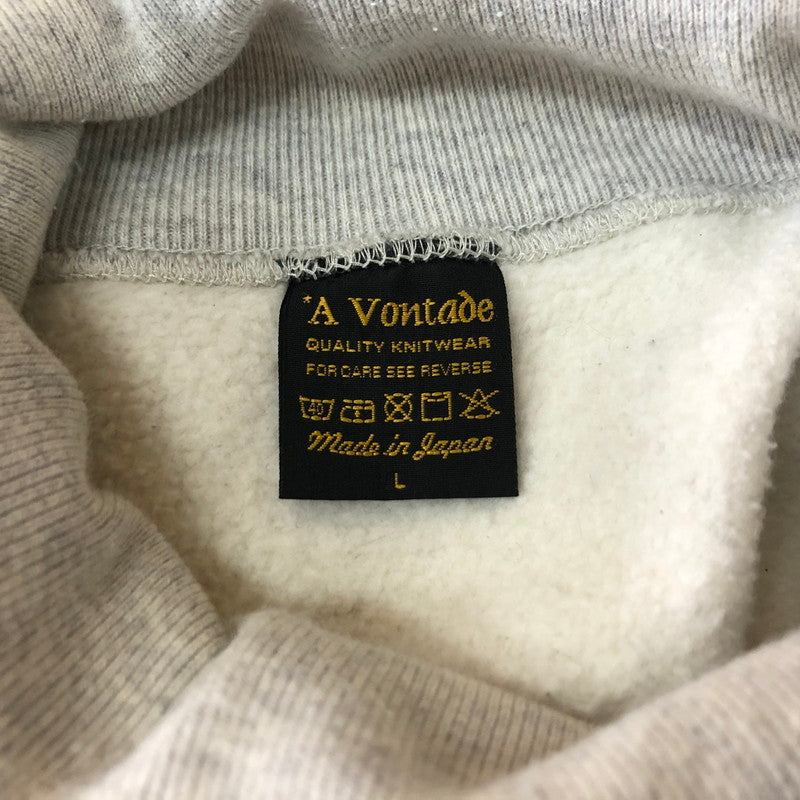 *A Vontade
QUALITY KNITWEAR
FOR CARE SEE REVERSE
40
Made in Japan
L